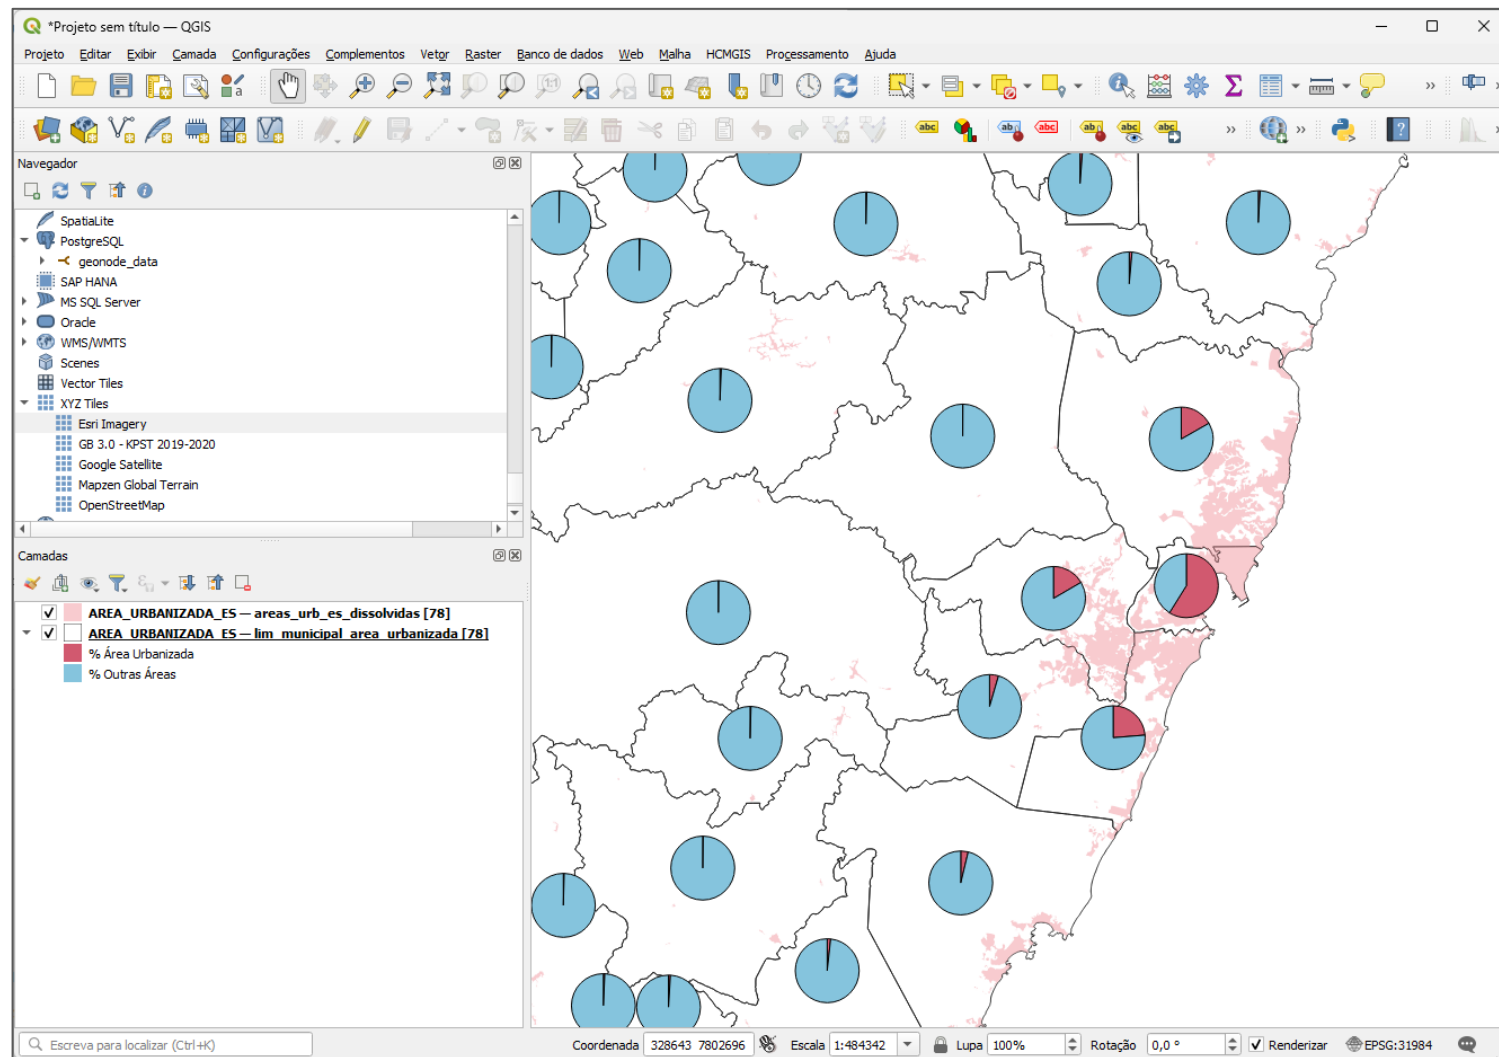 *Projeto sem título — QGIS
Projeto Editar Exibir Camada Configurações Complementos Vetor Raster Banco de dados Web Malha HCMGIS Processamento Ajuda
Navegador
SpatiaLite
PostgreSQL
geonode_data
SAP HANA
MS SQL Server
Oracle
WMS/WMTS
Scenes
Vector Tiles
XYZ Tiles
Esri Imagery
GB 3.0 - KPST 2019-2020
Google Satellite
Mapzen Global Terrain
OpenStreetMap
Camadas
AREA_URBANIZADA_ES — areas_urb_es_dissolvidas [78]
AREA_URBANIZADA_ES — lim_municipal_area_urbanizada [78]
% Área Urbanizada
% Outras Áreas
Escreva para localizar (Ctrl+K)
Coordenada 328643 7802696 Escala 1:484342 Lupa 100% Rotação 0,0 ° Renderizar EPSG:31984